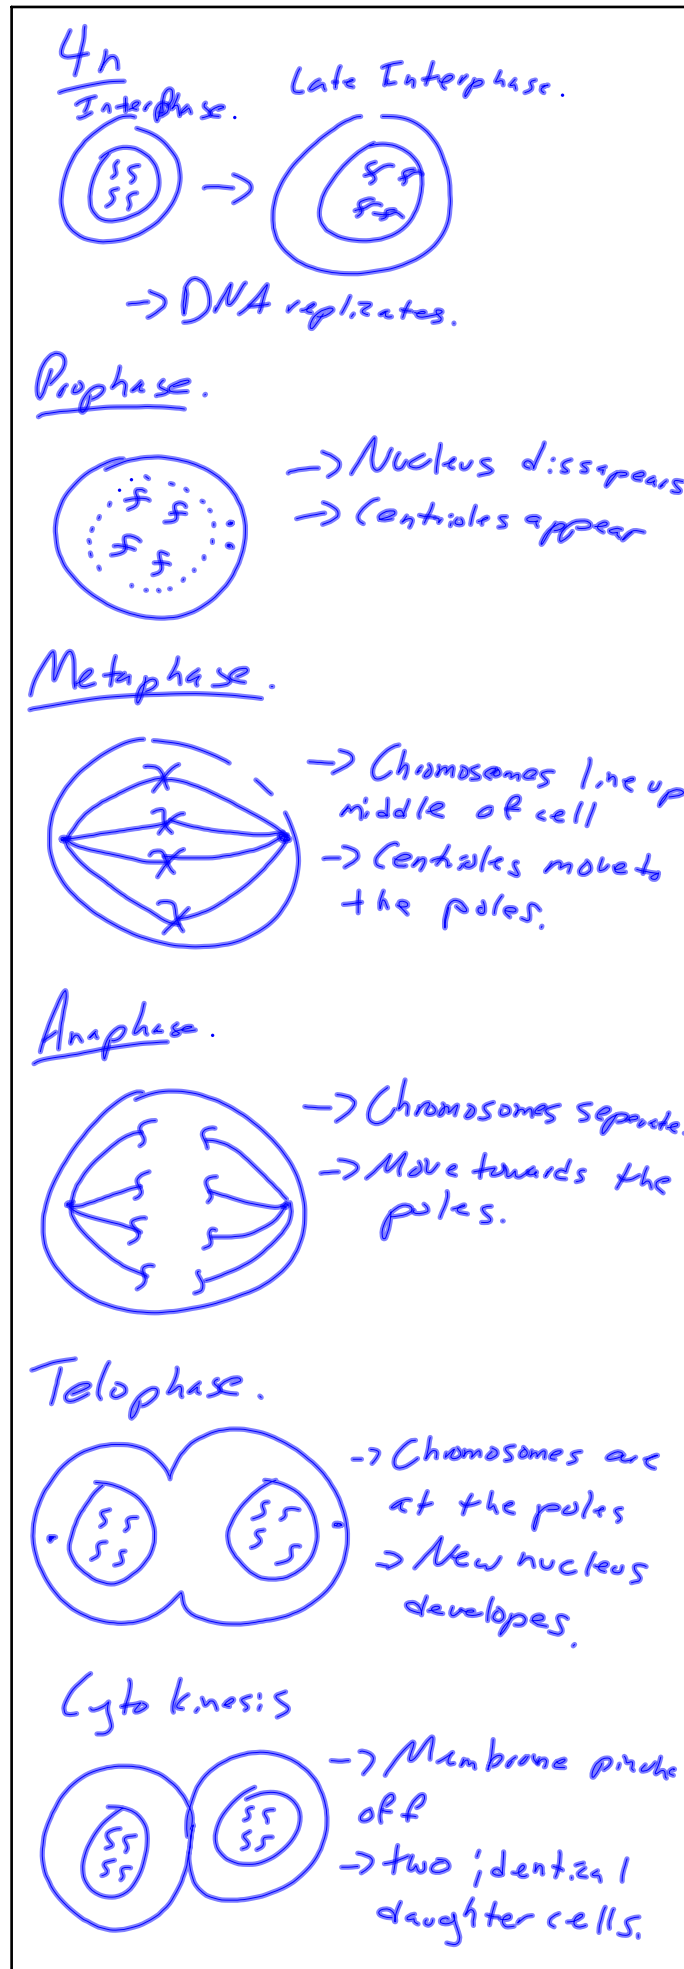 4n
Interphase. Late Interphase.
-> DNA replicates.
Prophase.
-> Nucleus dissapears
-> Centrioles appear
Metaphase.
-> Chromosomes line up
middle of cell
-> Centrioles move to
the poles.
Anaphase.
-> Chromosomes separate.
-> Move towards the
poles.
Telophase.
-> Chromosomes are
at the poles
-> New nucleus
developes.
Cytokinesis
-> Membrane pinche
off
-> two identical
daughter cells.